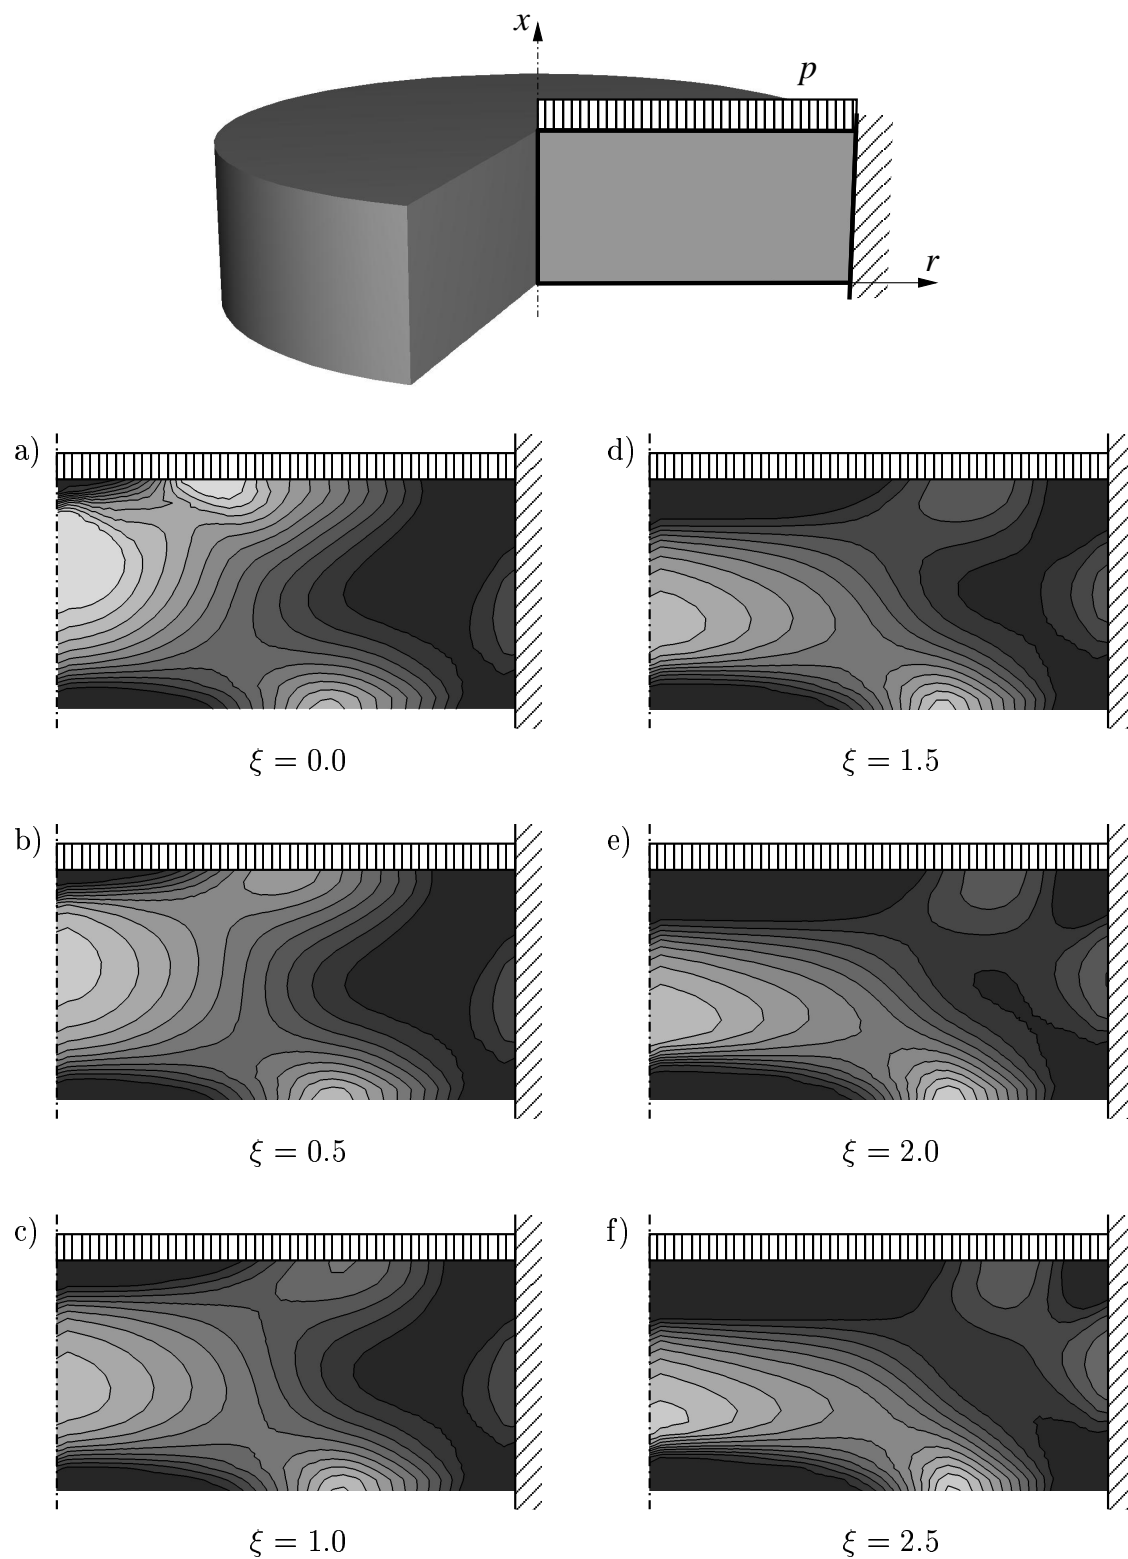 x
p
r
a)
ξ = 0.0
b)
ξ = 0.5
c)
ξ = 1.0
d)
ξ = 1.5
e)
ξ = 2.0
f)
ξ = 2.5